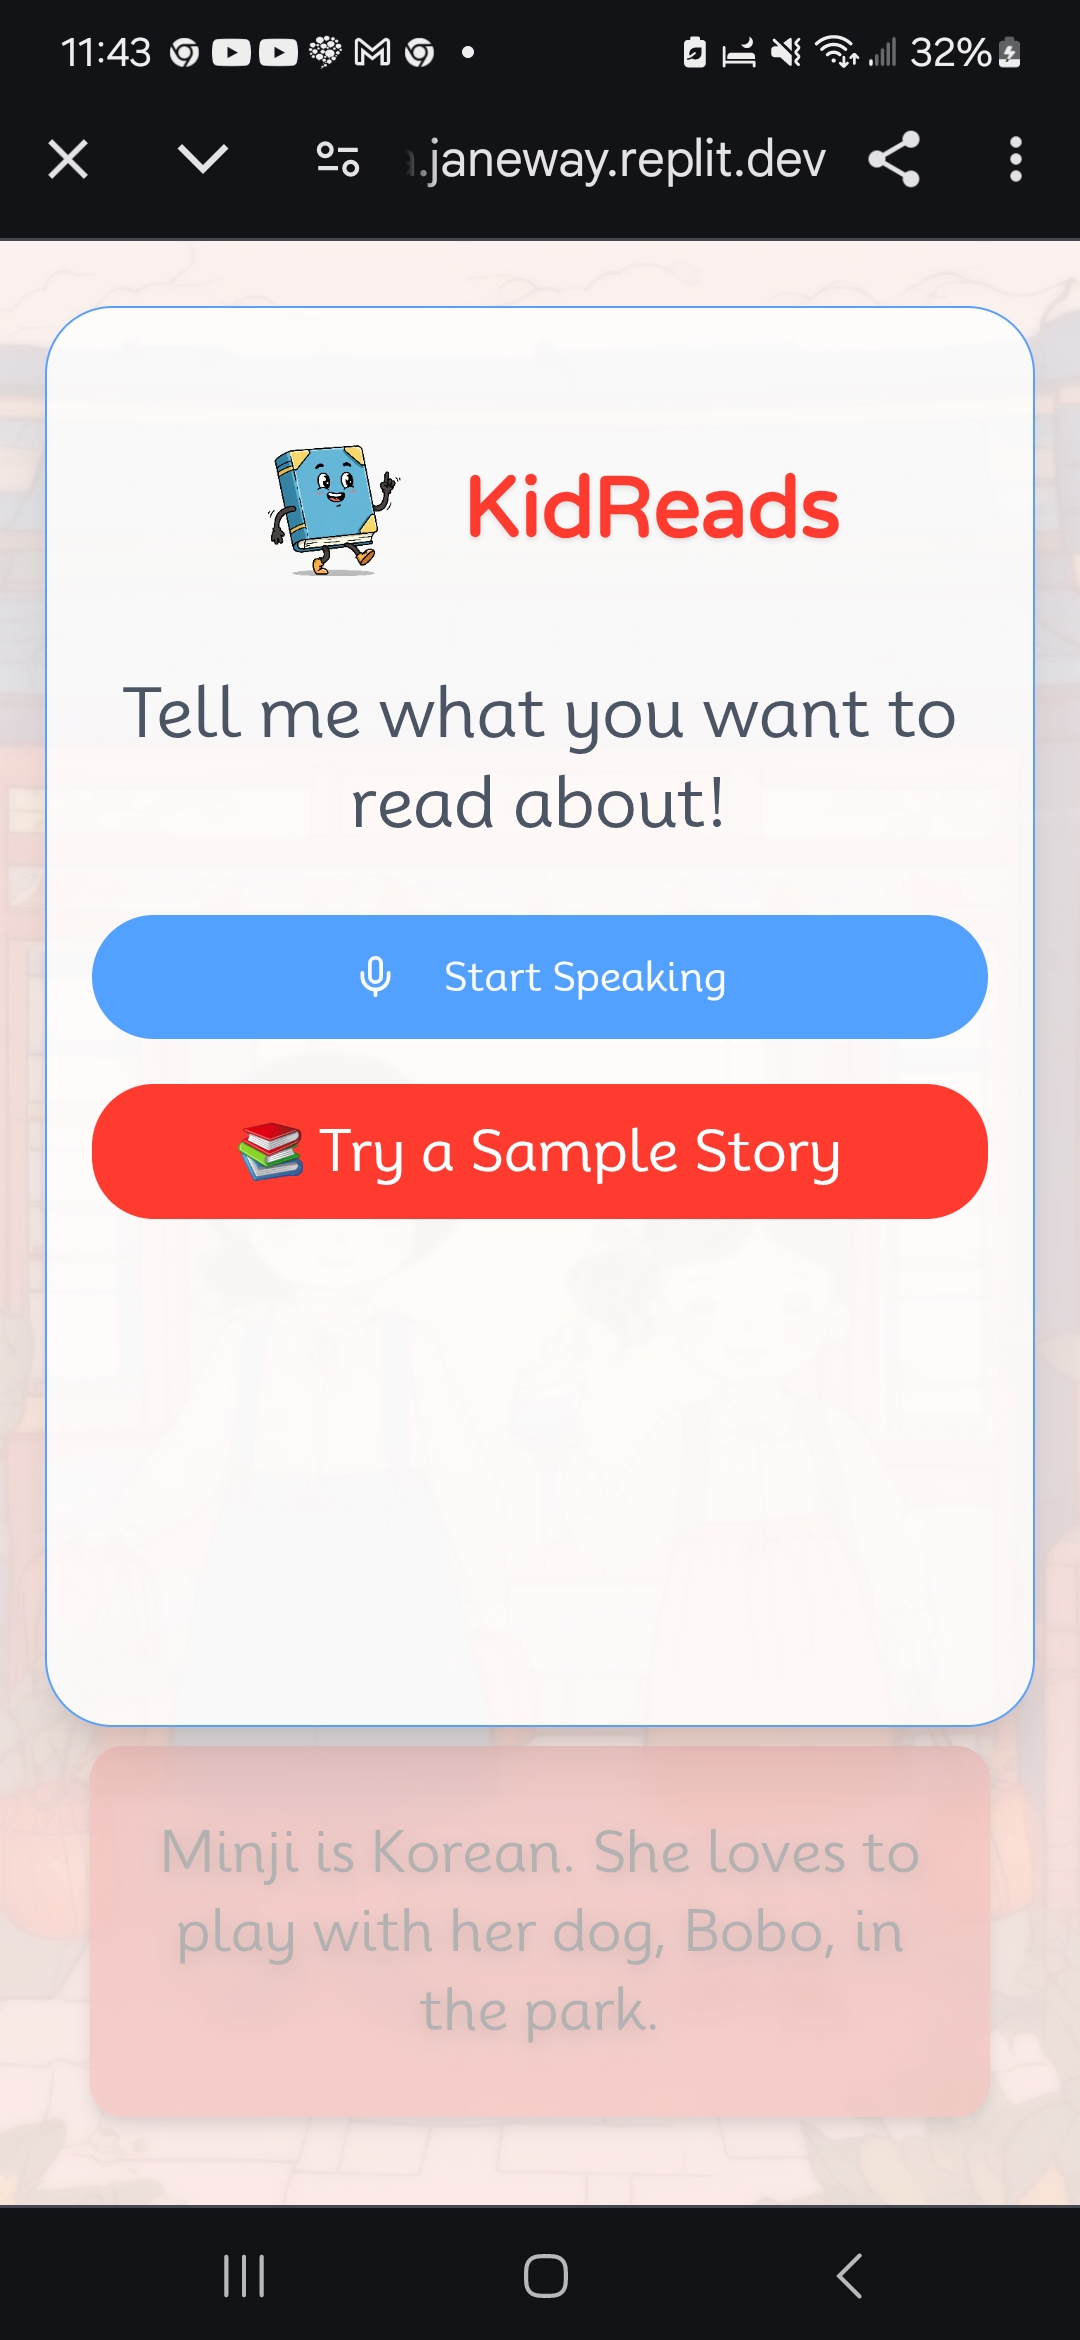 11:43
32%
.janeway.replit.dev
KidReads
Tell me what you want to
read about!
Start Speaking
Try a Sample Story
Minji is Korean. She loves to
play with her dog, Bobo, in
the park.